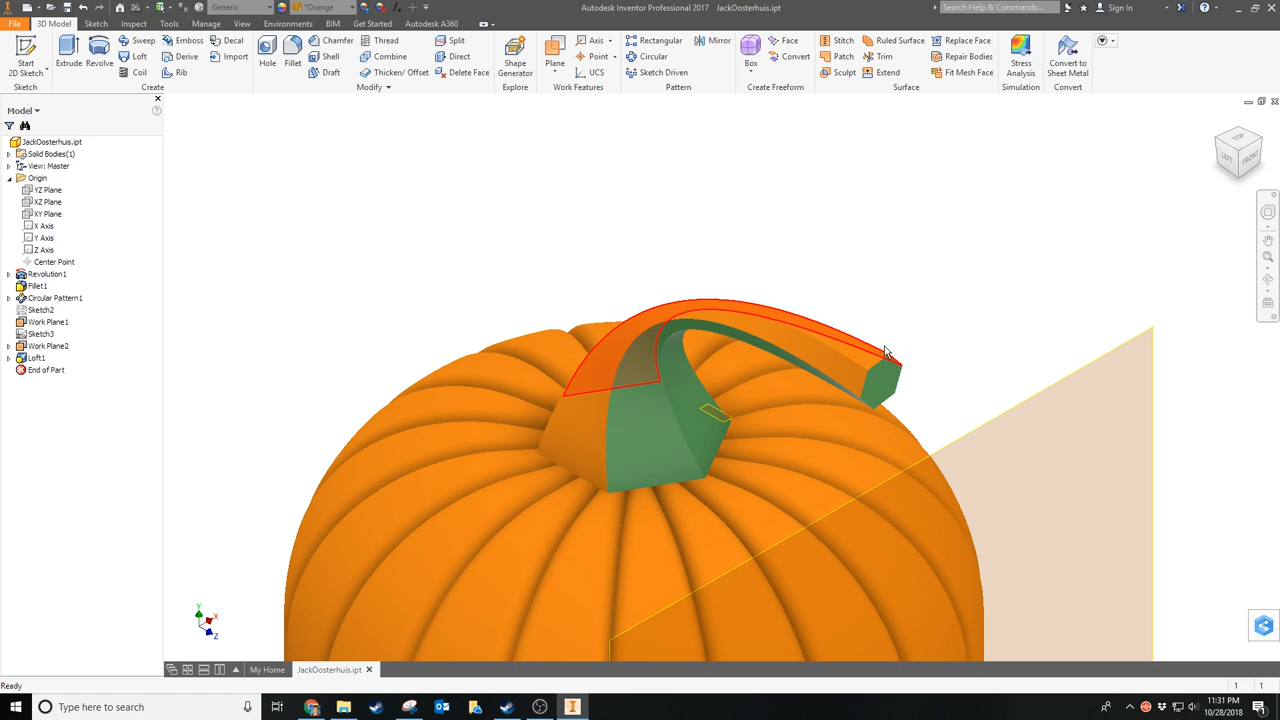 Generic
*Orange
Autodesk Inventor Professional 2017 JackOosterhuis.ipt
Search Help & Commands...
Sign In
File 3D Model Sketch Inspect Tools Manage View Environments BIM Get Started Autodesk A360
Start
2D Sketch
Extrude
Revolve
Sweep
Loft
Coil
Emboss
Derive
Rib
Decal
Import
Hole
Fillet
Chamfer
Shell
Draft
Thread
Combine
Thicken/ Offset
Split
Direct
Delete Face
Shape
Generator
Plane
Axis
Point
UCS
Rectangular
Circular
Sketch Driven
Mirror
Box
Face
Convert
Stitch
Patch
Sculpt
Ruled Surface
Trim
Extend
Replace Face
Repair Bodies
Fit Mesh Face
Stress
Analysis
Convert to
Sheet Metal
Sketch Create Modify Explore Work Features Pattern Create Freeform Surface Simulation Convert
Model
JackOosterhuis.ipt
Solid Bodies(1)
View: Master
Origin
YZ Plane
XZ Plane
XY Plane
X Axis
Y Axis
Z Axis
Center Point
Revolution1
Fillet1
Circular Pattern1
Sketch2
Work Plane1
Sketch3
Work Plane2
Loft1
End of Part
TOP
LEFT
FRONT
Y
X
Z
My Home JackOosterhuis.ipt
Ready 1 1
Type here to search
11:31 PM
10/28/2018